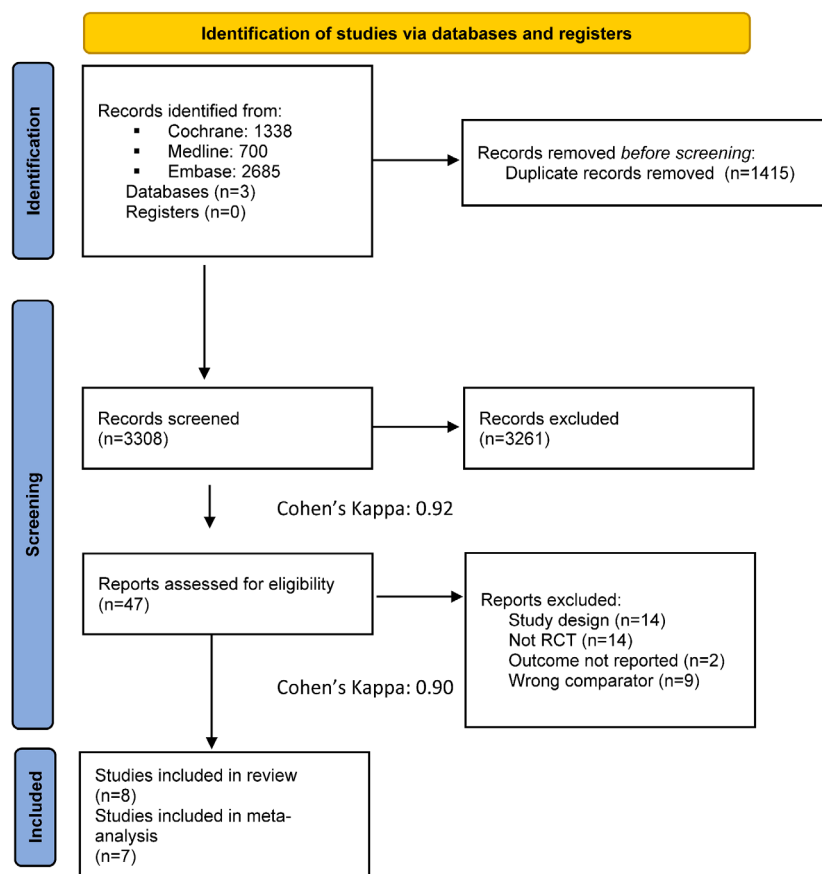 Identification of studies via databases and registers
Identification
Records identified from:
▪ Cochrane: 1338
▪ Medline: 700
▪ Embase: 2685
Databases (n=3)
Registers (n=0)
Records removed before screening:
Duplicate records removed (n=1415)
Screening
Records screened
(n=3308)
Records excluded
(n=3261)
Cohen's Kappa: 0.92
Reports assessed for eligibility
(n=47)
Reports excluded:
Study design (n=14)
Not RCT (n=14)
Outcome not reported (n=2)
Wrong comparator (n=9)
Cohen's Kappa: 0.90
Included
Studies included in review
(n=8)
Studies included in meta-
analysis
(n=7)